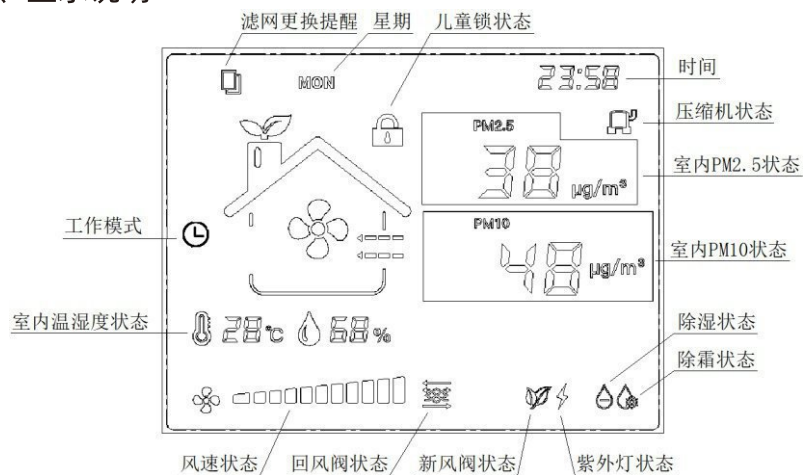 滤网更换提醒 星期 儿童锁状态
MON 23:58 时间
压缩机状态
PM2.5
38 μg/m³ 室内PM2.5状态
工作模式
PM10
48 μg/m³ 室内PM10状态
室内温湿度状态 28℃ 68%
除湿状态
除霜状态
风速状态 回风阀状态 新风阀状态 紫外灯状态